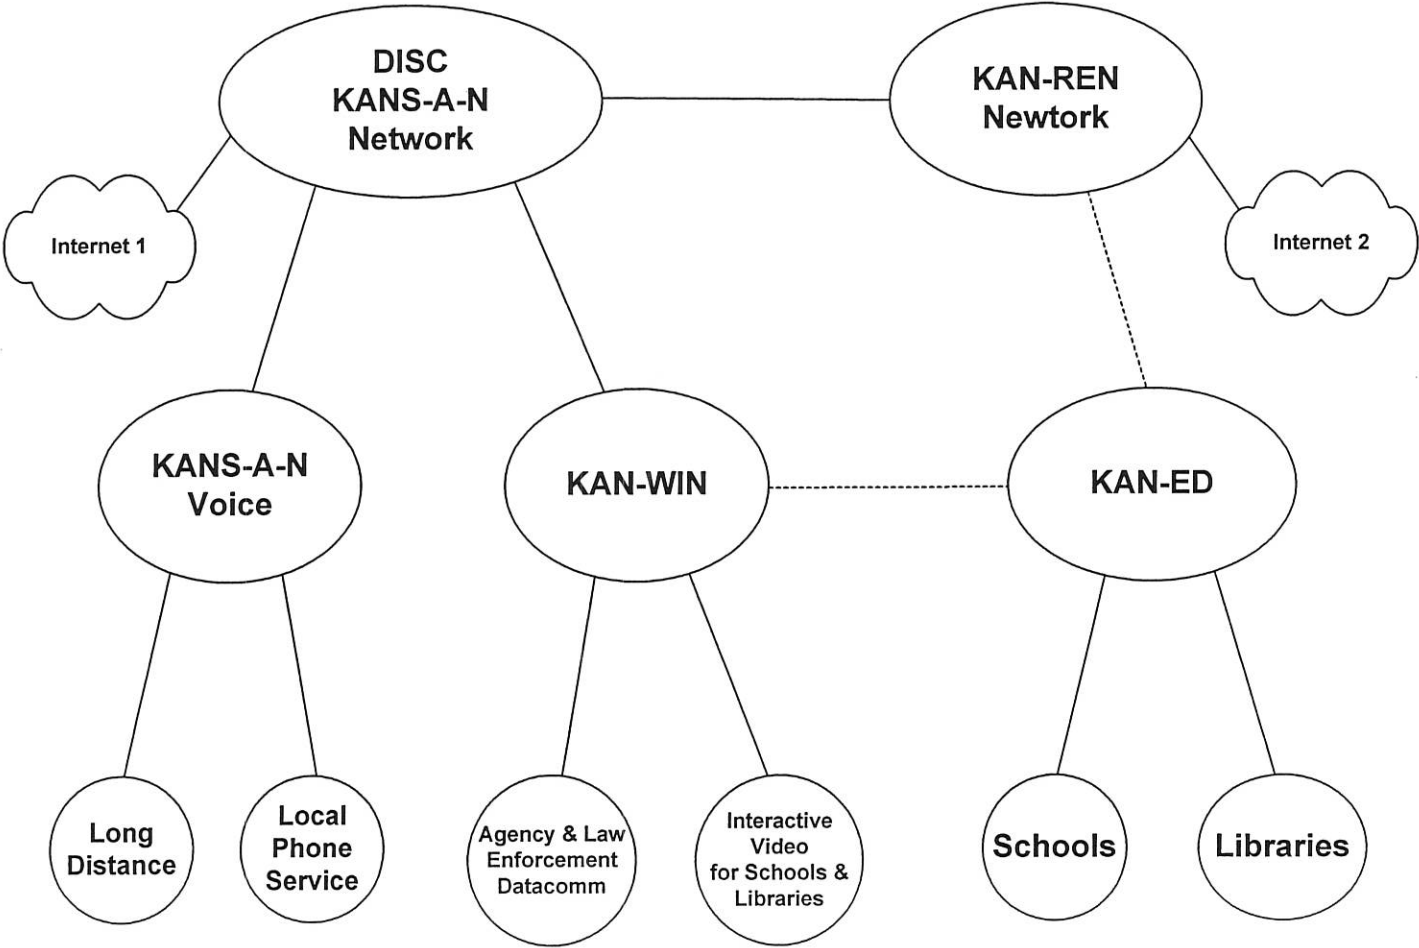 DISC
KANS-A-N
Network
KAN-REN
Newtork
Internet 1
Internet 2
KANS-A-N
Voice
KAN-WIN
KAN-ED
Long
Distance
Local
Phone
Service
Agency & Law
Enforcement
Datacomm
Interactive
Video
for Schools &
Libraries
Schools
Libraries